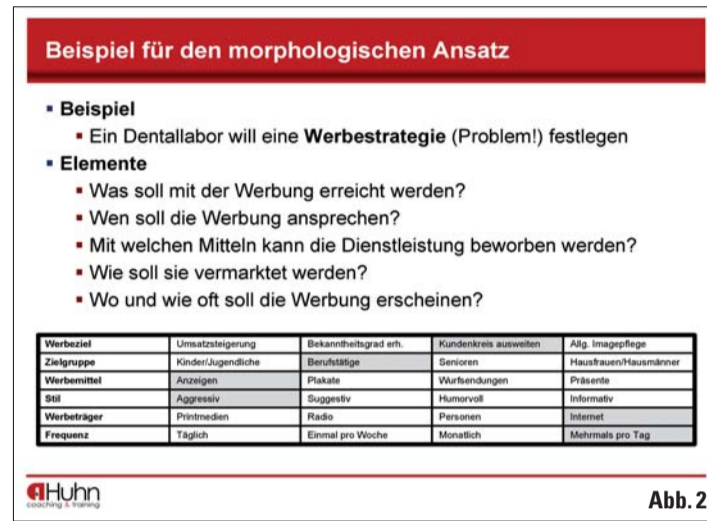 Beispiel für den morphologischen Ansatz
Beispiel
Ein Dentallabor will eine Werbestrategie (Problem!) festlegen
Elemente
Was soll mit der Werbung erreicht werden?
Wen soll die Werbung ansprechen?
Mit welchen Mitteln kann die Dienstleistung beworben werden?
Wie soll sie vermarktet werden?
Wo und wie oft soll die Werbung erscheinen?
Werbeziel Umsatzsteigerung Bekanntheitsgrad erh. Kundenkreis ausweiten Allg. Imagepflege
Zielgruppe Kinder/Jugendliche Berufstätige Senioren Hausfrauen/Hausmänner
Werbemittel Anzeigen Plakate Wurfsendungen Präsente
Stil Aggressiv Suggestiv Humorvoll Informativ
Werbeträger Printmedien Radio Personen Internet
Frequenz Täglich Einmal pro Woche Monatlich Mehrmals pro Tag
Huhn
coaching & training
Abb. 2